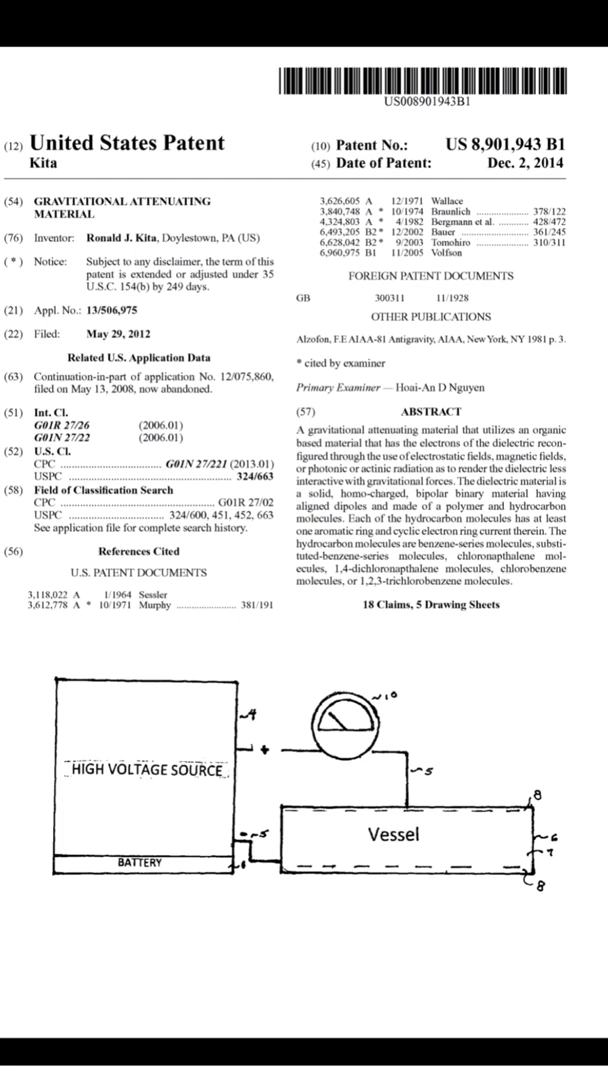 US008901943B1
(12) United States Patent
Kita
(10) Patent No.: US 8,901,943 B1
(45) Date of Patent: Dec. 2, 2014
(54) GRAVITATIONAL ATTENUATING
MATERIAL
(76) Inventor: Ronald J. Kita, Doylestown, PA (US)
( * ) Notice: Subject to any disclaimer, the term of this
patent is extended or adjusted under 35
U.S.C. 154(b) by 249 days.
(21) Appl. No.: 13/506,975
(22) Filed: May 29, 2012
Related U.S. Application Data
(63) Continuation-in-part of application No. 12/075,860,
filed on May 13, 2008, now abandoned.
(51) Int. Cl.
G01R 27/26 (2006.01)
G01N 27/22 (2006.01)
(52) U.S. Cl.
CPC .................................... G01N 27/221 (2013.01)
USPC .......................................................... 324/663
(58) Field of Classification Search
CPC ...................................................... G01R 27/02
USPC .................................... 324/600, 451, 452, 663
See application file for complete search history.
(56) References Cited
U.S. PATENT DOCUMENTS
3,118,022 A 1/1964 Sessler
3,612,778 A * 10/1971 Murphy ........................ 381/191
3,626,605 A 12/1971 Wallace
3,840,748 A * 10/1974 Braunlich .................... 378/122
4,324,803 A * 4/1982 Bergmann et al. ........... 428/472
6,493,205 B2 * 12/2002 Bauer ........................... 361/245
6,628,042 B2 * 9/2003 Tomohiro .................... 310/311
6,960,975 B1 11/2005 Volfson
FOREIGN PATENT DOCUMENTS
GB 300311 11/1928
OTHER PUBLICATIONS
Alzofon, F.E AIAA-81 Antigravity, AIAA, New York, NY 1981 p. 3.
* cited by examiner
Primary Examiner — Hoai-An D Nguyen
(57) ABSTRACT
A gravitational attenuating material that utilizes an organic
based material that has the electrons of the dielectric recon-
figured through the use of electrostatic fields, magnetic fields,
or photonic or actinic radiation as to render the dielectric less
interactive with gravitational forces. The dielectric material is
a solid, homo-charged, bipolar binary material having
aligned dipoles and made of a polymer and hydrocarbon
molecules. Each of the hydrocarbon molecules has at least
one aromatic ring and cyclic electron ring current therein. The
hydrocarbon molecules are benzene-series molecules, substi-
tuted-benzene-series molecules, chloronapthalene mol-
ecules, 1,4-dichloronapthalene molecules, chlorobenzene
molecules, or 1,2,3-trichlorobenzene molecules.
18 Claims, 5 Drawing Sheets
10
4
+
HIGH VOLTAGE SOURCE
5
8
- 5
Vessel
6
7
BATTERY
8